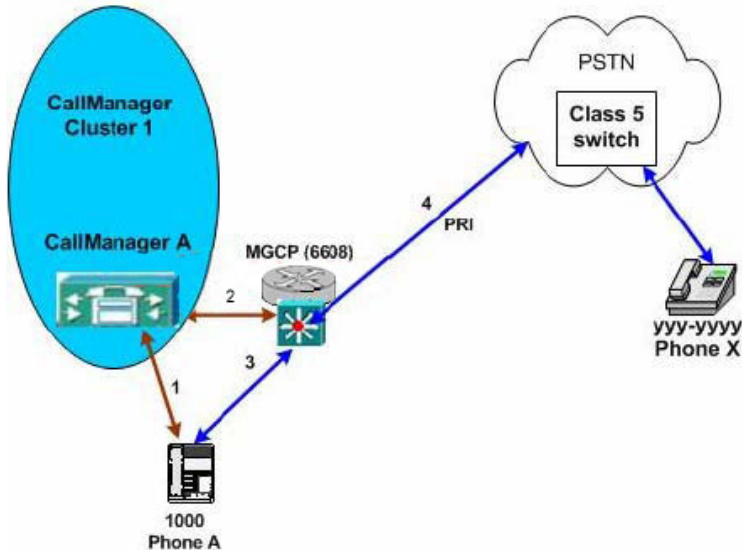 PSTN
Class 5
switch
CallManager
Cluster 1
4
PRI
CallManager A
MGCP (6608)
2
yyy-yyyy
Phone X
1
3
1000
Phone A